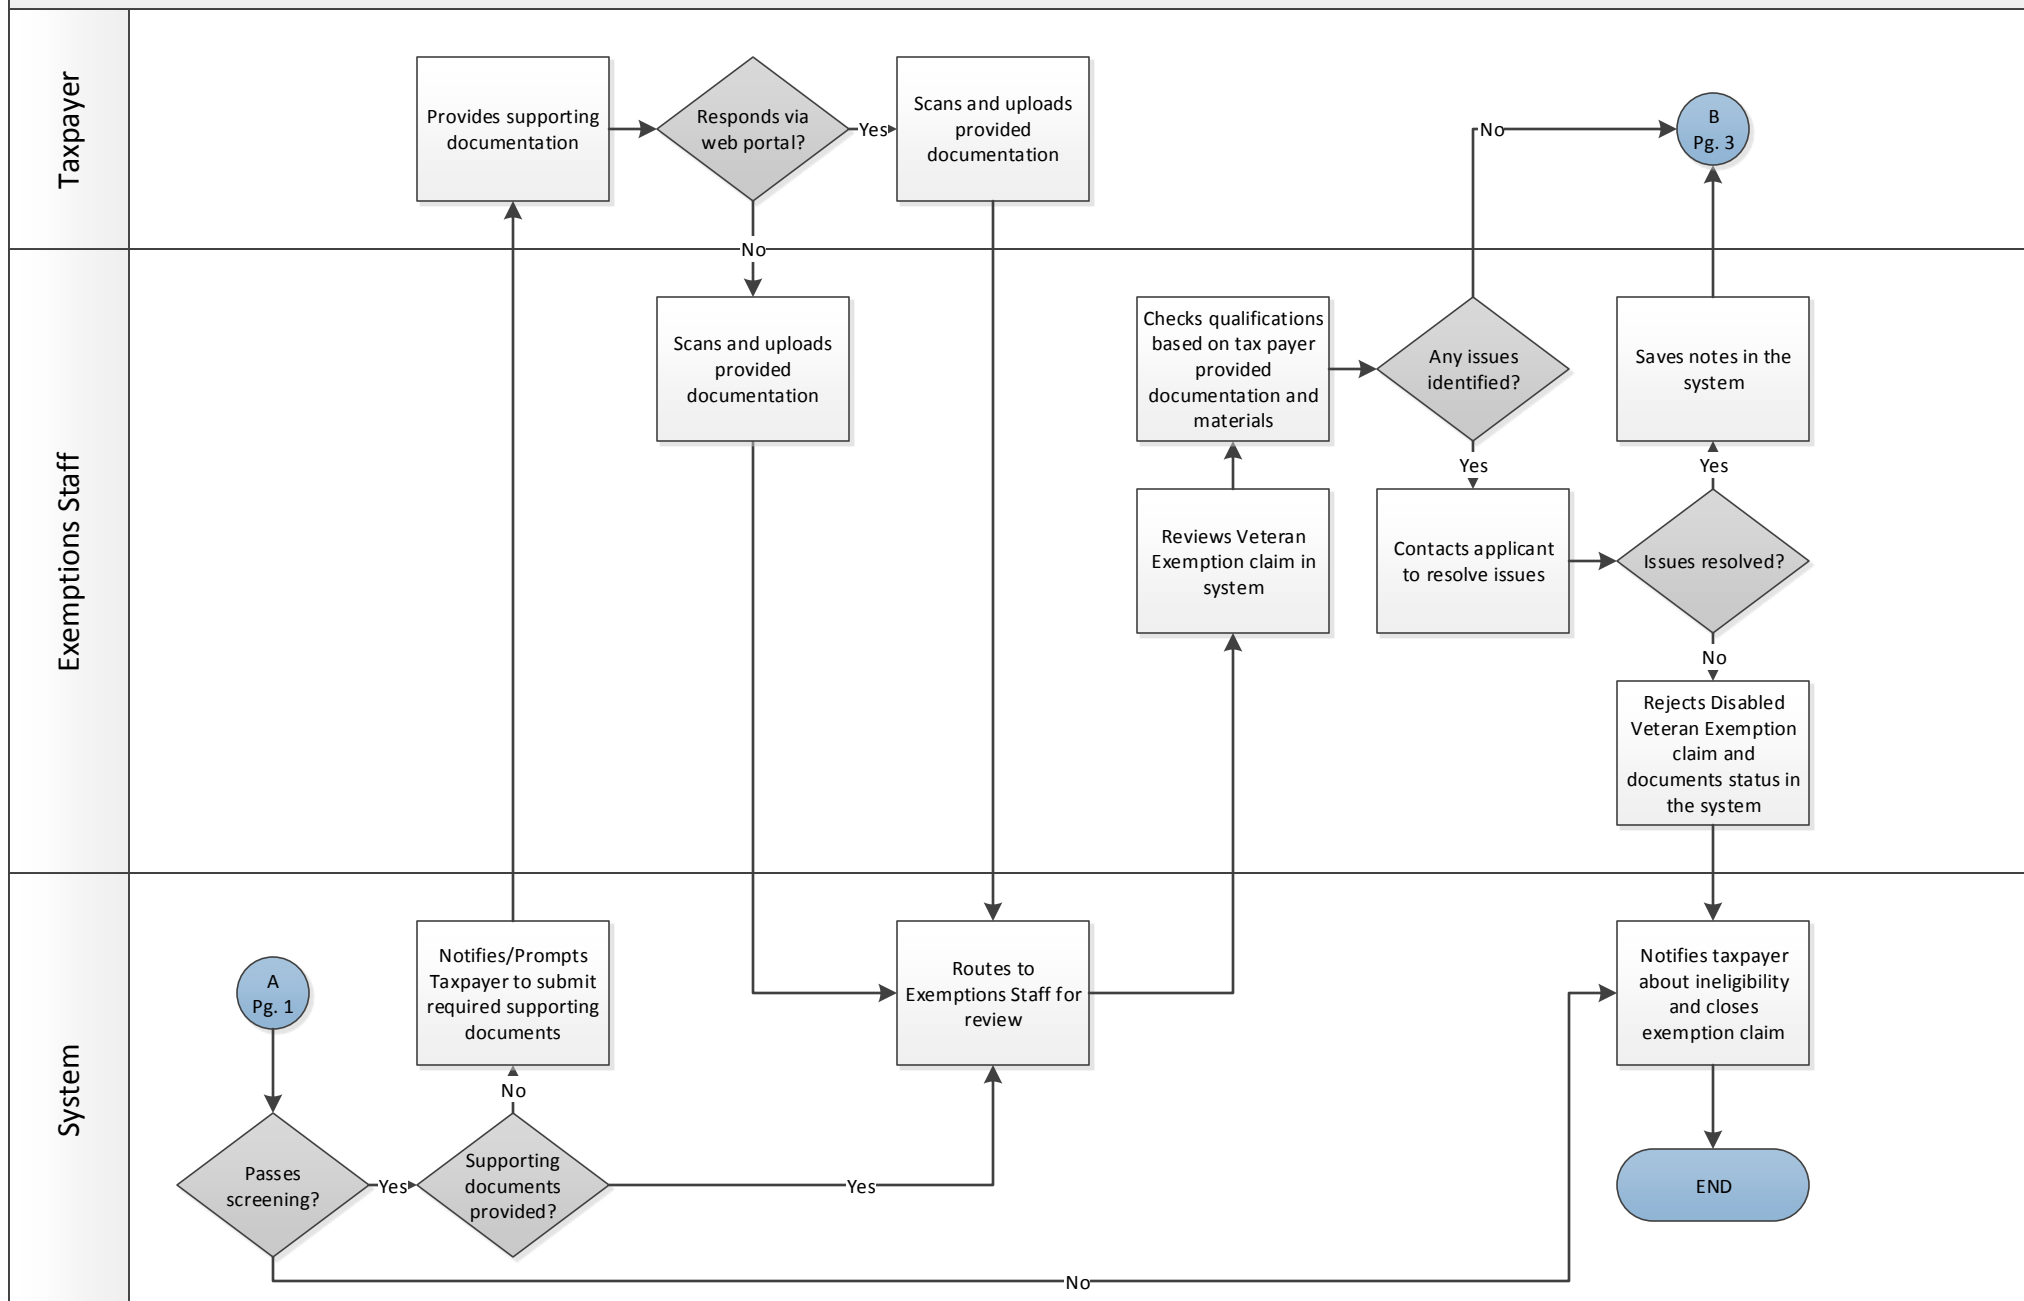 Taxpayer
Provides supporting
documentation
Responds via
web portal?
Yes
Scans and uploads
provided
documentation
No
B
Pg. 3
No
Exemptions Staff
Scans and uploads
provided
documentation
Checks qualifications
based on tax payer
provided
documentation and
materials
Any issues
identified?
Saves notes in the
system
Yes
Yes
Reviews Veteran
Exemption claim in
system
Contacts applicant
to resolve issues
Issues resolved?
No
Rejects Disabled
Veteran Exemption
claim and
documents status in
the system
System
A
Pg. 1
Notifies/Prompts
Taxpayer to submit
required supporting
documents
Routes to
Exemptions Staff for
review
Notifies taxpayer
about ineligibility
and closes
exemption claim
No
Passes
screening?
Yes
Supporting
documents
provided?
Yes
END
No